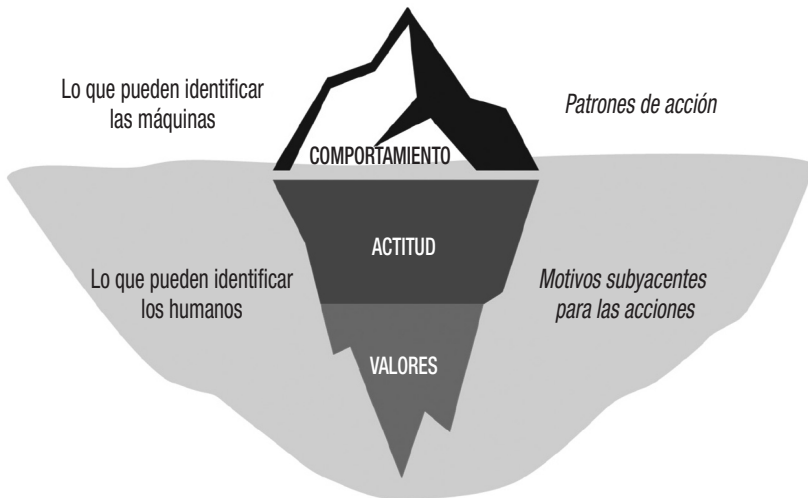 Lo que pueden identificar
las máquinas
Patrones de acción
COMPORTAMIENTO
ACTITUD
Lo que pueden identificar
los humanos
Motivos subyacentes
para las acciones
VALORES